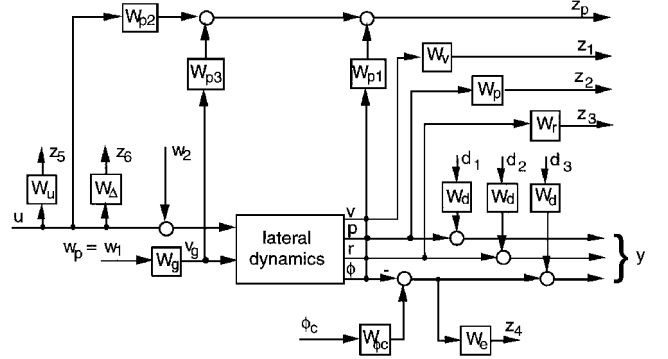 W_p2 z_p
W_p3 W_p1 W_v z_1
W_p z_2
W_r z_3
z_5 z_6 w_2 d_1 d_2 d_3
W_u W_Δ W_d W_d W_d
u v
w_p = w_1 W_g v_g lateral dynamics p
r } y
ϕ -
ϕ_c W_ϕc W_e z_4